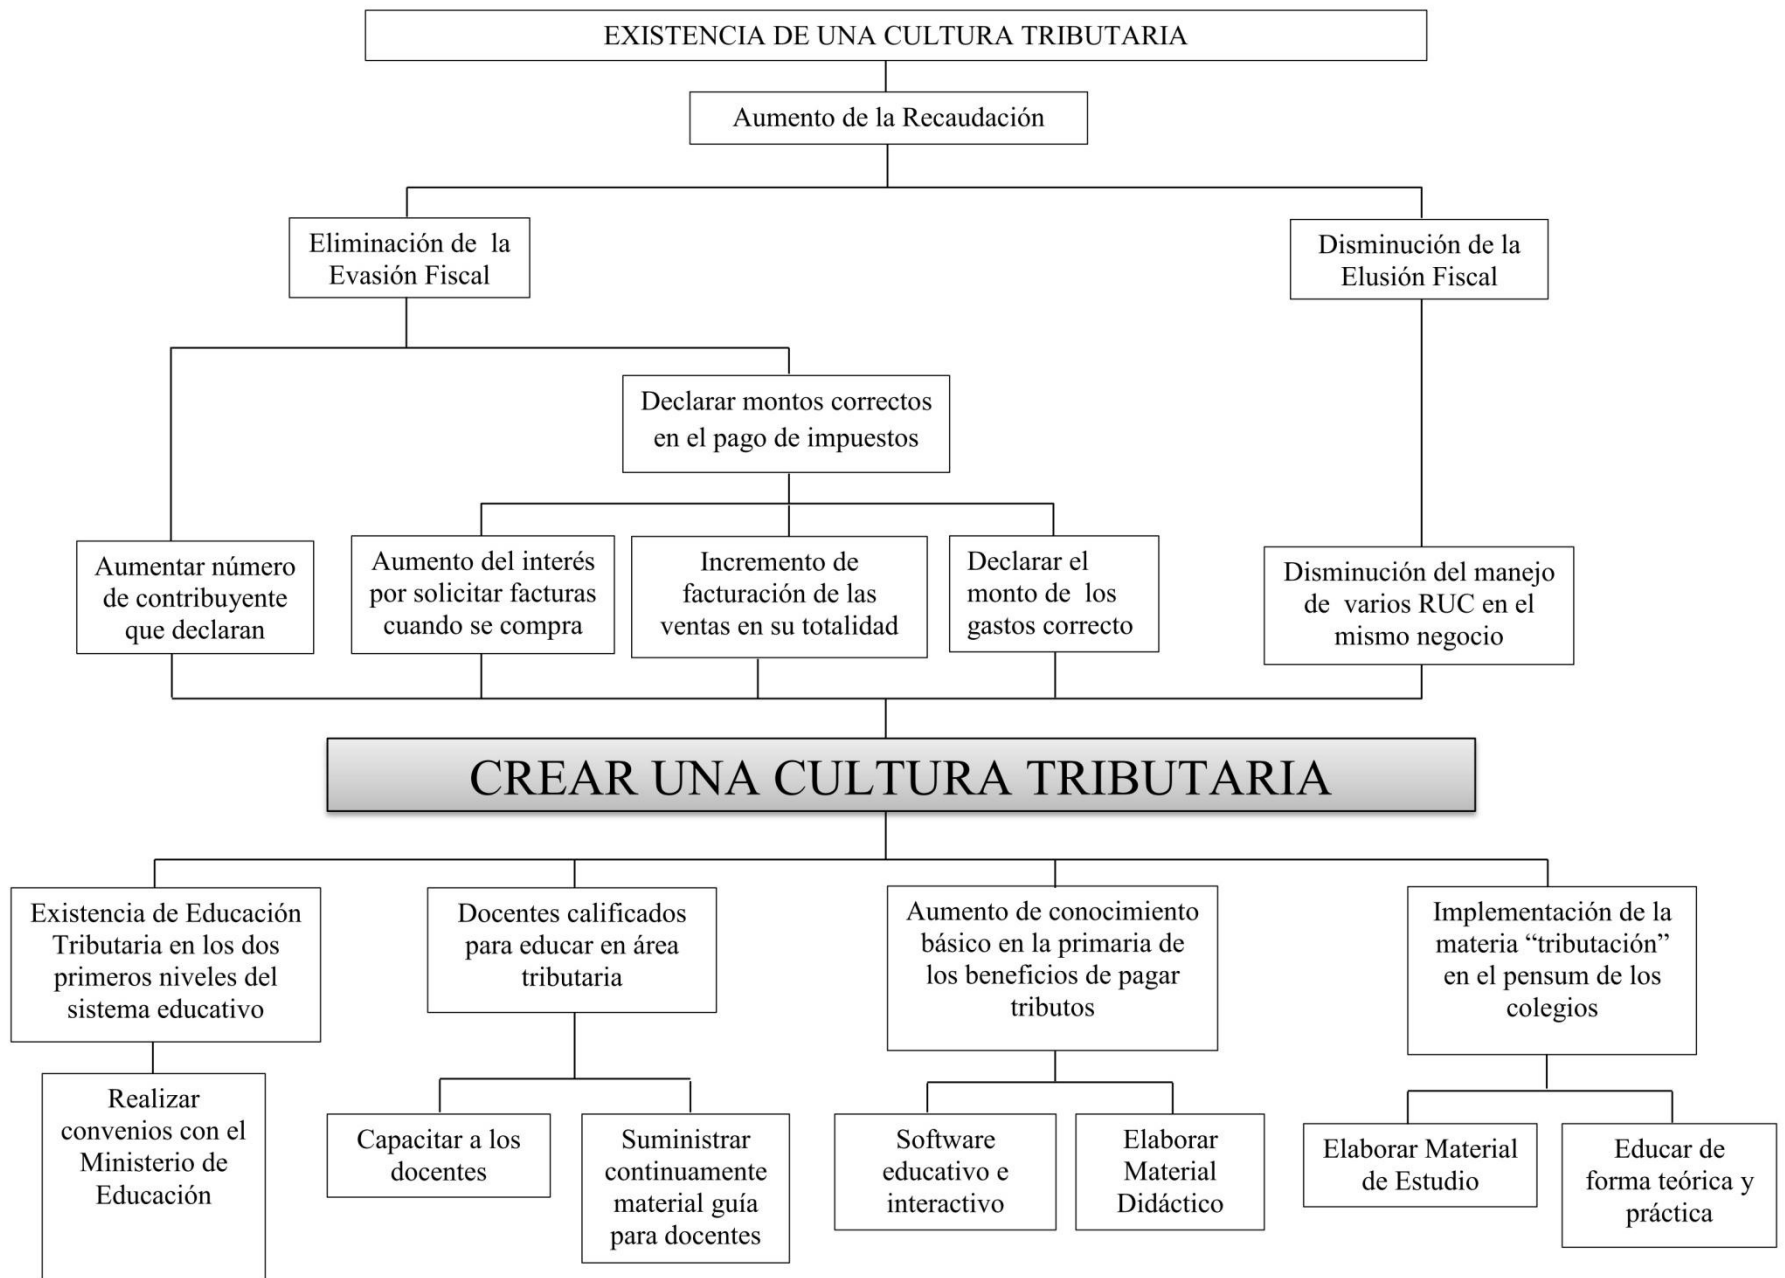 EXISTENCIA DE UNA CULTURA TRIBUTARIA
Aumento de la Recaudación
Eliminación de la
Evasión Fiscal
Disminución de la
Elusión Fiscal
Declarar montos correctos
en el pago de impuestos
Aumentar número
de contribuyente
que declaran
Aumento del interés
por solicitar facturas
cuando se compra
Incremento de
facturación de las
ventas en su totalidad
Declarar el
monto de los
gastos correcto
Disminución del manejo
de varios RUC en el
mismo negocio
CREAR UNA CULTURA TRIBUTARIA
Existencia de Educación
Tributaria en los dos
primeros niveles del
sistema educativo
Docentes calificados
para educar en área
tributaria
Aumento de conocimiento
básico en la primaria de
los beneficios de pagar
tributos
Implementación de la
materia “tributación”
en el pensum de los
colegios
Realizar
convenios con el
Ministerio de
Educación
Capacitar a los
docentes
Suministrar
continuamente
material guía
para docentes
Software
educativo e
interactivo
Elaborar
Material
Didáctico
Elaborar Material
de Estudio
Educar de
forma teórica y
práctica